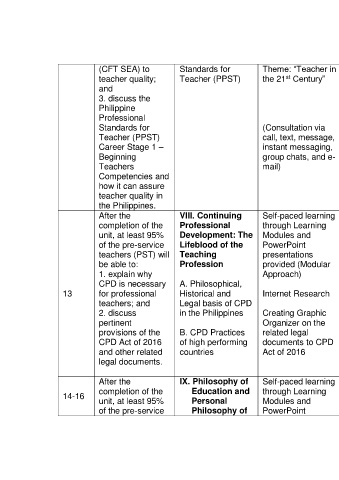 (CFT SEA) to
teacher quality;
and
3. discuss the
Philippine
Professional
Standards for
Teacher (PPST)
Career Stage 1 –
Beginning
Teachers
Competencies and
how it can assure
teacher quality in
the Philippines.
Standards for
Teacher (PPST)
Theme: "Teacher in
the 21st Century"
(Consultation via
call, text, message,
instant messaging,
group chats, and e-
mail)
13
After the
completion of the
unit, at least 95%
of the pre-service
teachers (PST) will
be able to:
1. explain why
CPD is necessary
for professional
teachers; and
2. discuss
pertinent
provisions of the
CPD Act of 2016
and other related
legal documents.
VIII. Continuing
Professional
Development: The
Lifeblood of the
Teaching
Profession
A. Philosophical,
Historical and
Legal basis of CPD
in the Philippines
B. CPD Practices
of high performing
countries
Self-paced learning
through Learning
Modules and
PowerPoint
presentations
provided (Modular
Approach)
Internet Research
Creating Graphic
Organizer on the
related legal
documents to CPD
Act of 2016
14-16
After the
completion of the
unit, at least 95%
of the pre-service
IX. Philosophy of
Education and
Personal
Philosophy of
Self-paced learning
through Learning
Modules and
PowerPoint